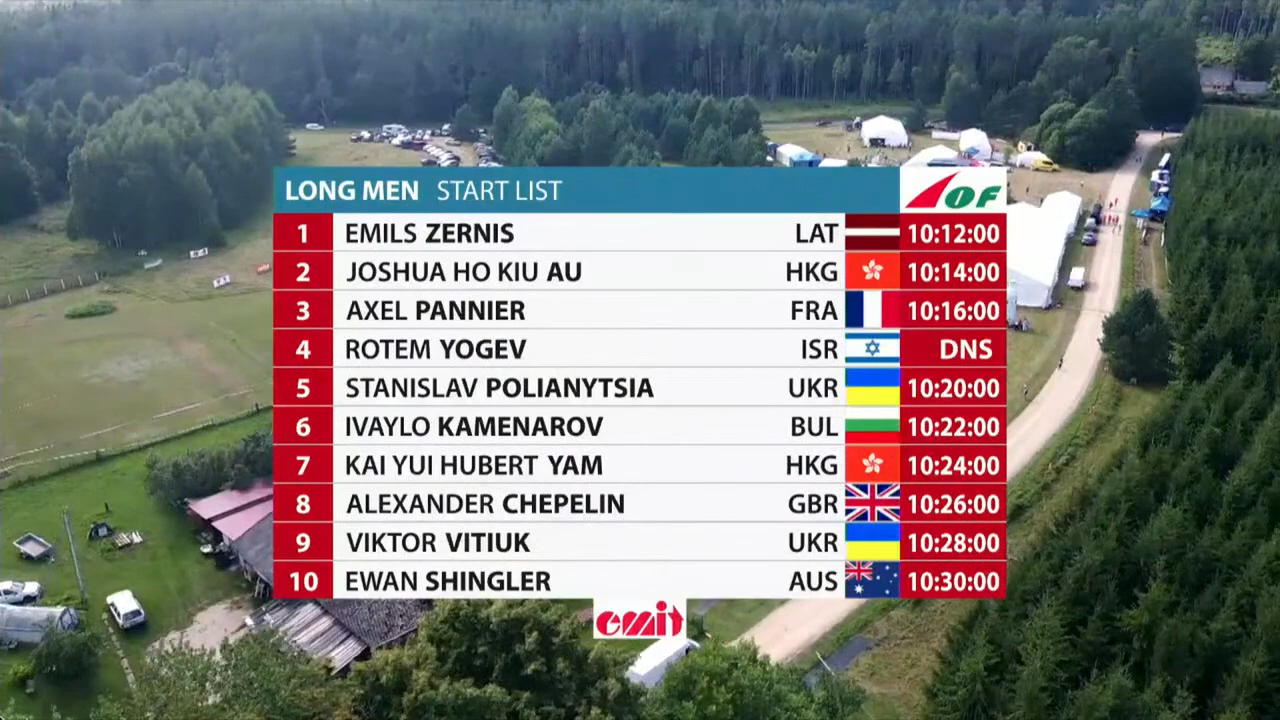 LONG MEN START LIST
IOF
1 EMILS ZERNIS LAT 10:12:00
2 JOSHUA HO KIU AU HKG 10:14:00
3 AXEL PANNIER FRA 10:16:00
4 ROTEM YOGEV ISR DNS
5 STANISLAV POLIANYTSIA UKR 10:20:00
6 IVAYLO KAMENAROV BUL 10:22:00
7 KAI YUI HUBERT YAM HKG 10:24:00
8 ALEXANDER CHEPELIN GBR 10:26:00
9 VIKTOR VITIUK UKR 10:28:00
10 EWAN SHINGLER AUS 10:30:00
emit